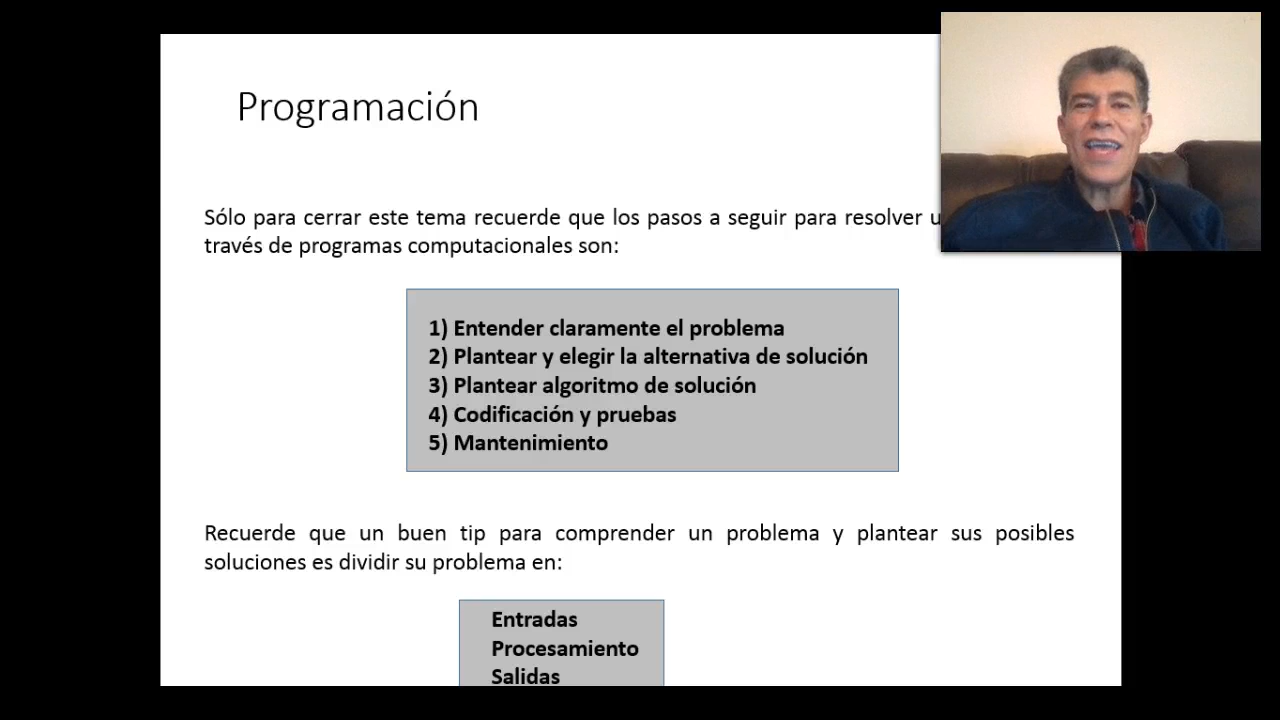 Programación
Sólo para cerrar este tema recuerde que los pasos a seguir para resolver
través de programas computacionales son:
1) Entender claramente el problema
2) Plantear y elegir la alternativa de solución
3) Plantear algoritmo de solución
4) Codificación y pruebas
5) Mantenimiento
Recuerde que un buen tip para comprender un problema y plantear sus posibles
soluciones es dividir su problema en:
Entradas
Procesamiento
Salidas